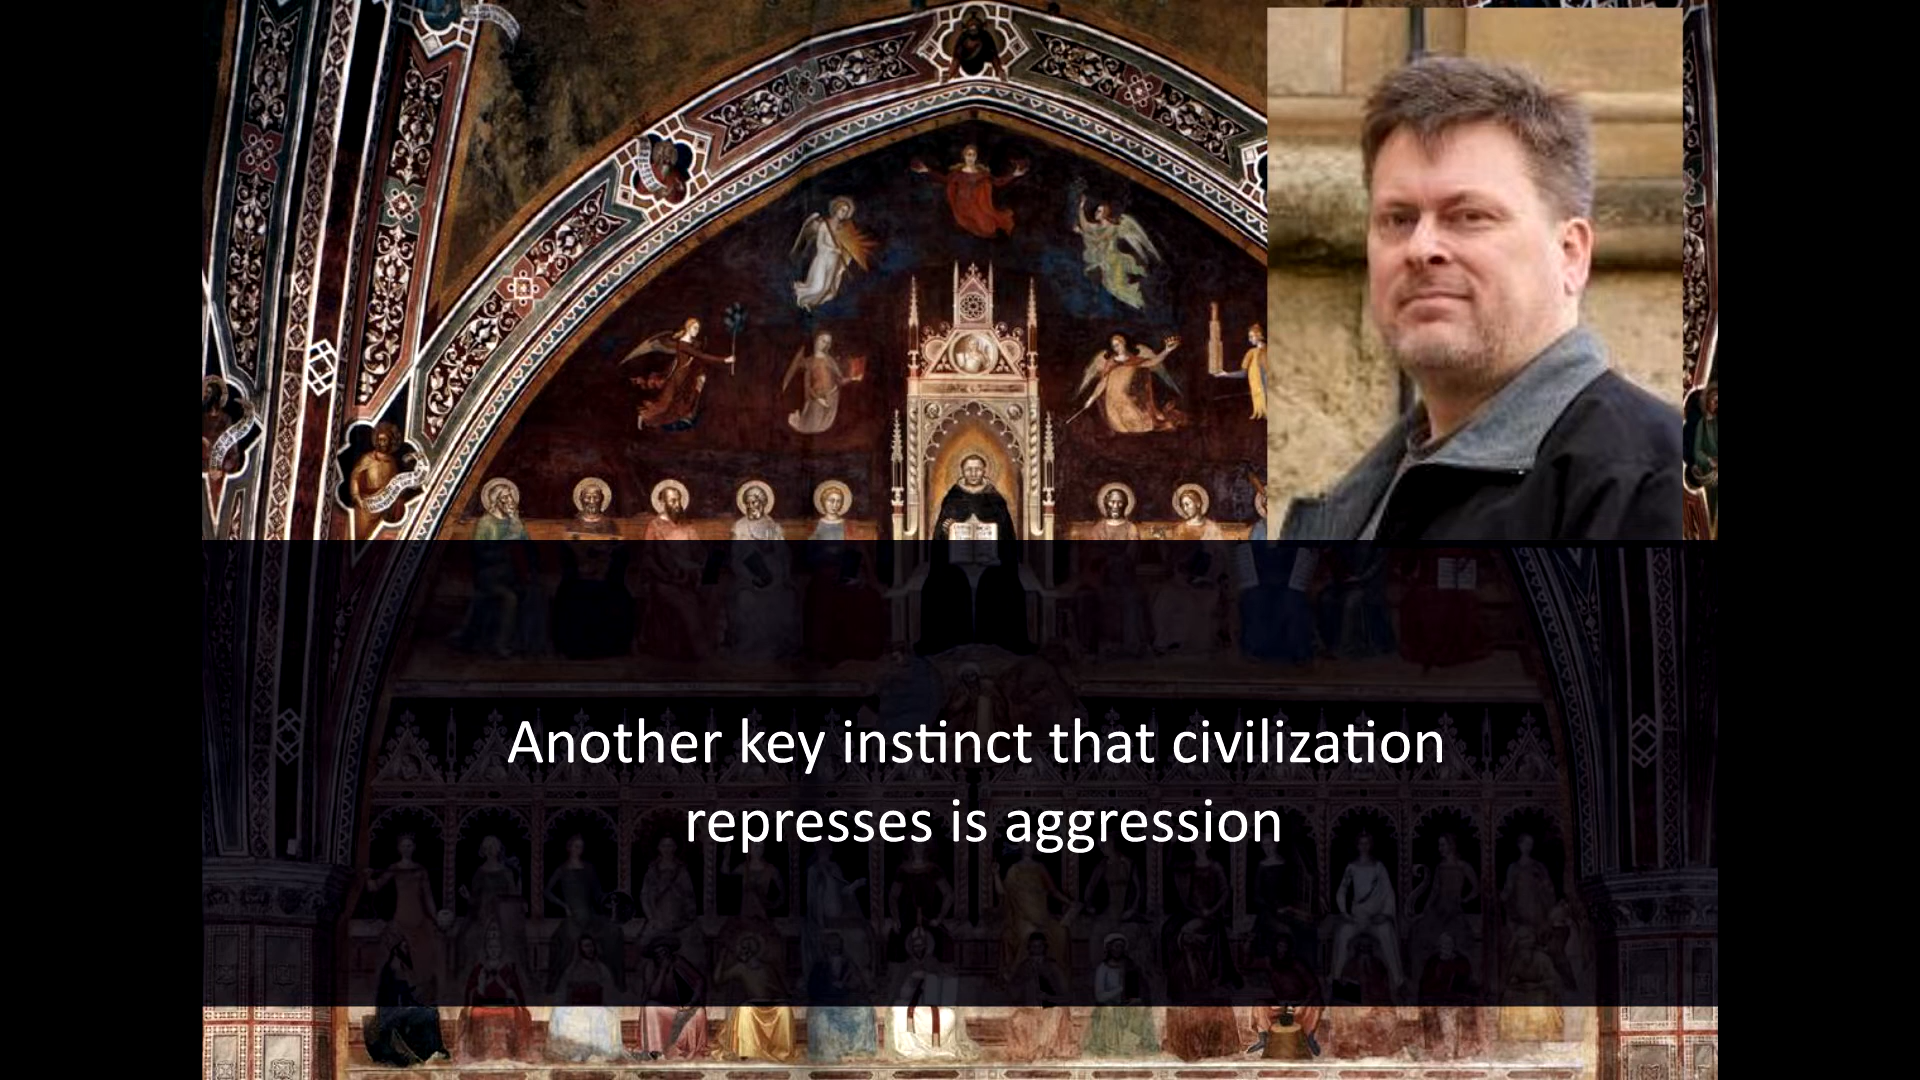 Another key instinct that civilization
represses is aggression